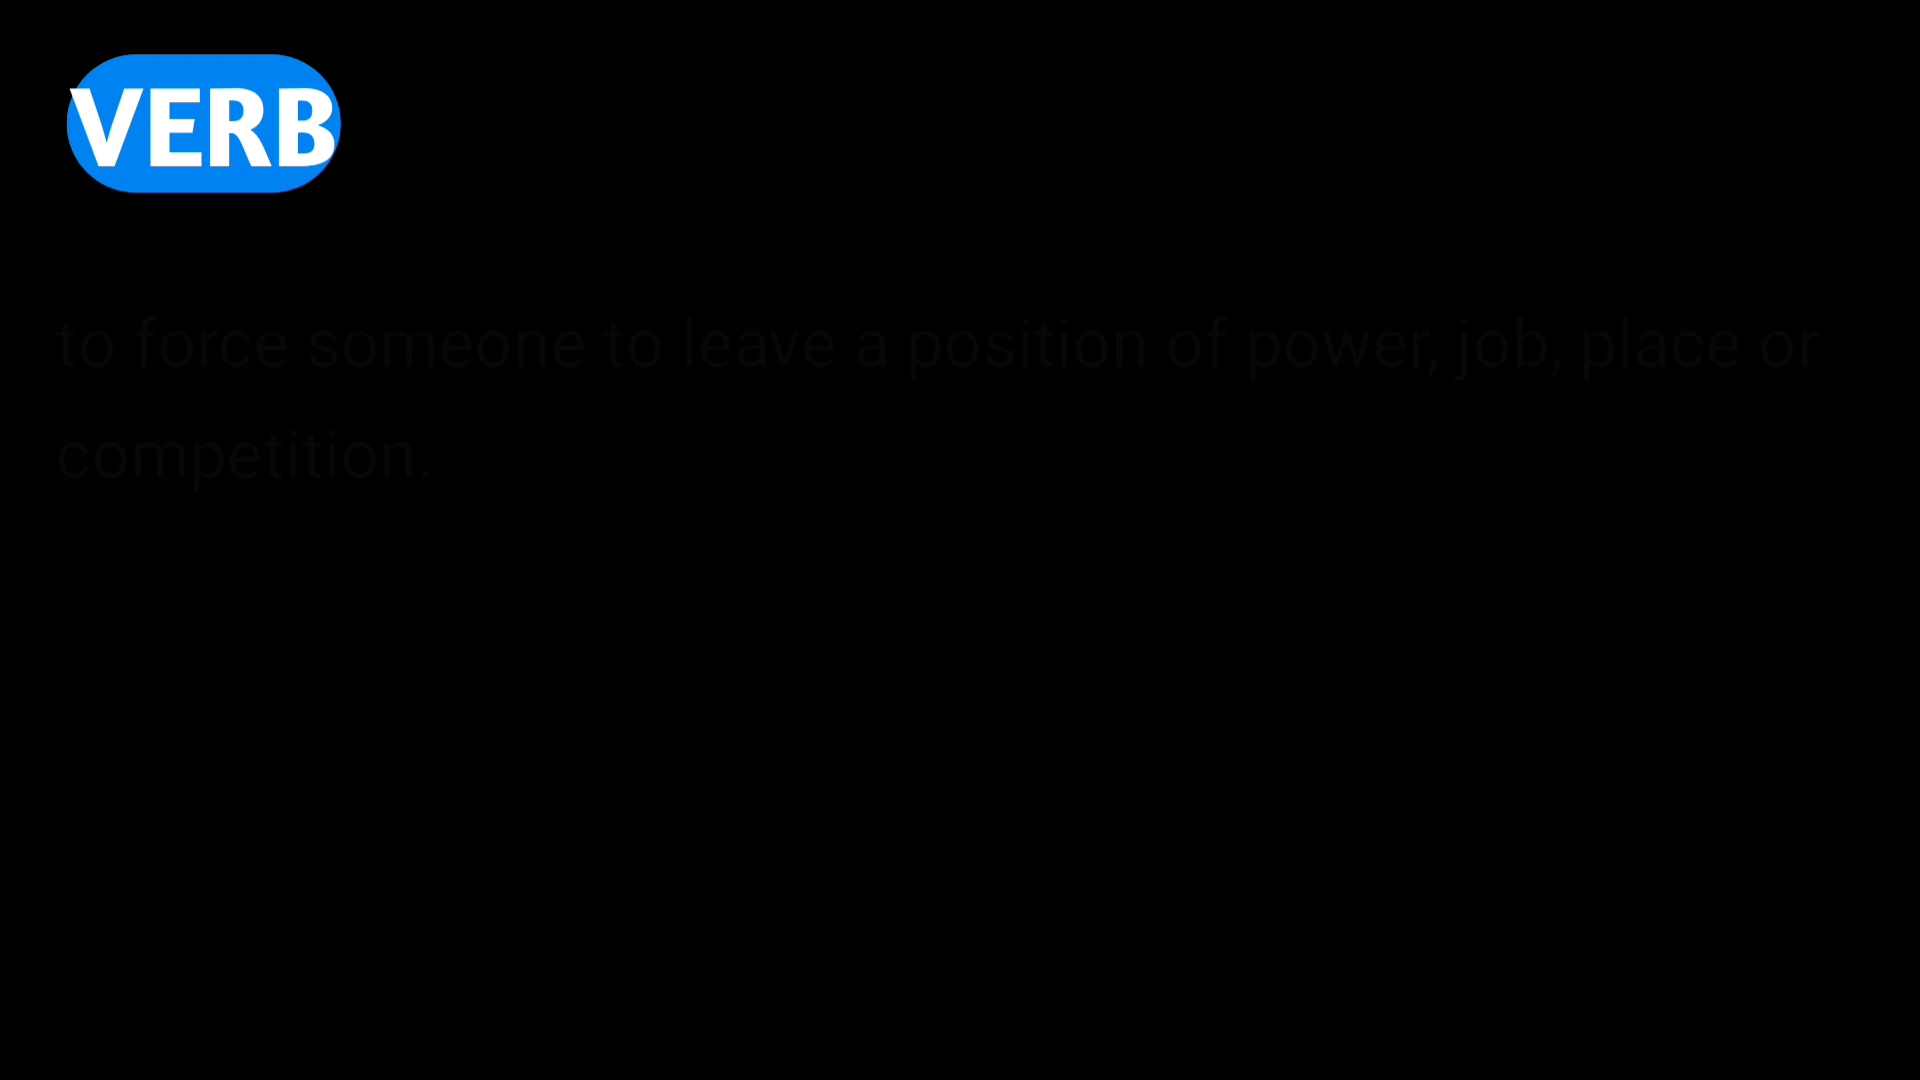 VERB
to force someone to leave a position of power, job, place or
competition.